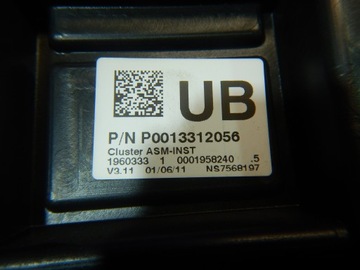 UB
P/N P0013312056
Cluster ASM-INST
1960333 1 0001958240 .5
V3.11 01/06/11 NS7568197